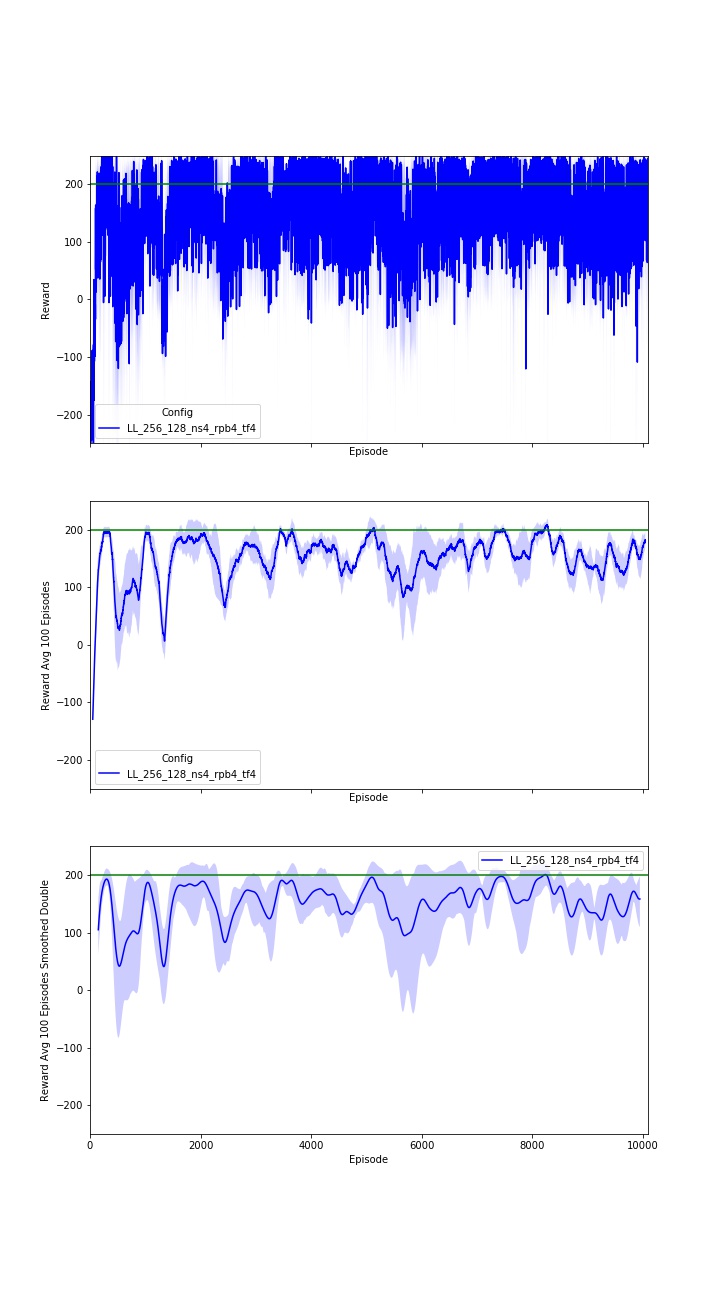 200
100
0
−100
−200
Reward
Config
LL_256_128_ns4_rpb4_tf4
Episode
200
100
0
−100
−200
Reward Avg 100 Episodes
Config
LL_256_128_ns4_rpb4_tf4
Episode
LL_256_128_ns4_rpb4_tf4
200
100
0
−100
−200
Reward Avg 100 Episodes Smoothed Double
0 2000 4000 6000 8000 10000
Episode